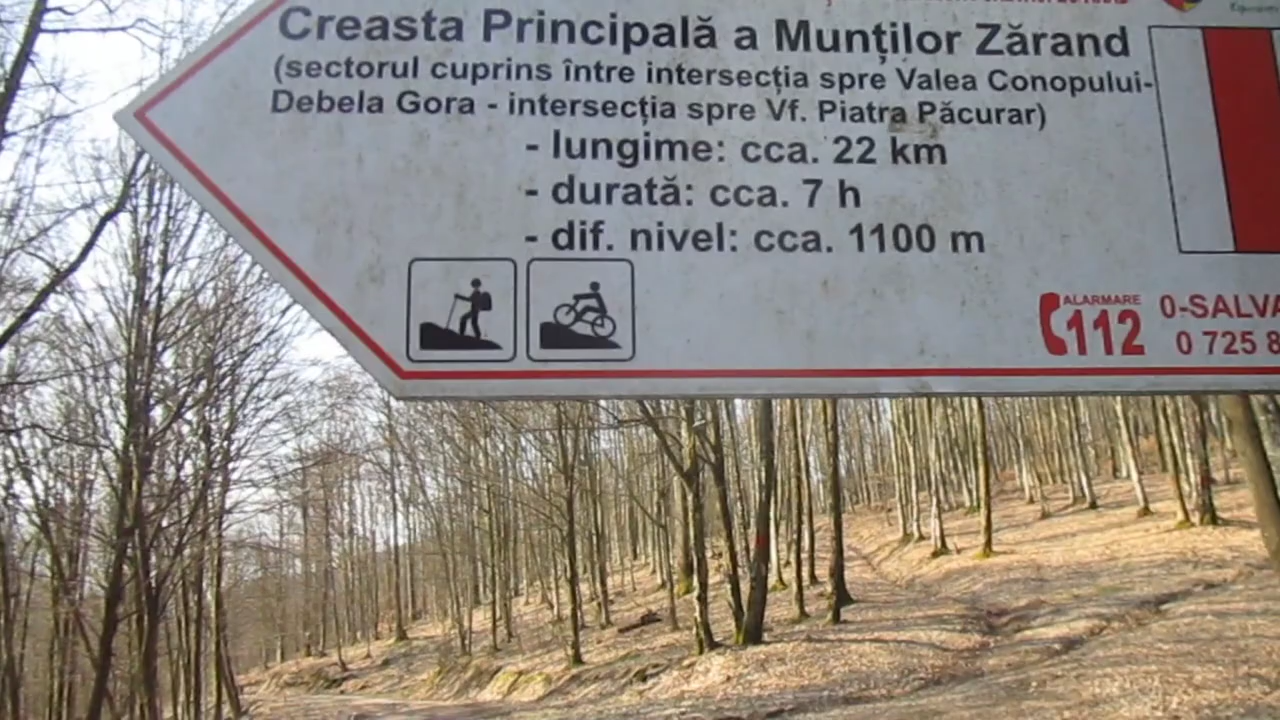 Creasta Principală a Munților Zărand
(sectorul cuprins între intersecția spre Valea Conopului-
Debela Gora - intersecția spre Vf. Piatra Păcurar)
- lungime: cca. 22 km
- durată: cca. 7 h
- dif. nivel: cca. 1100 m
ALARMARE
112
0-SALVA
0 725 8